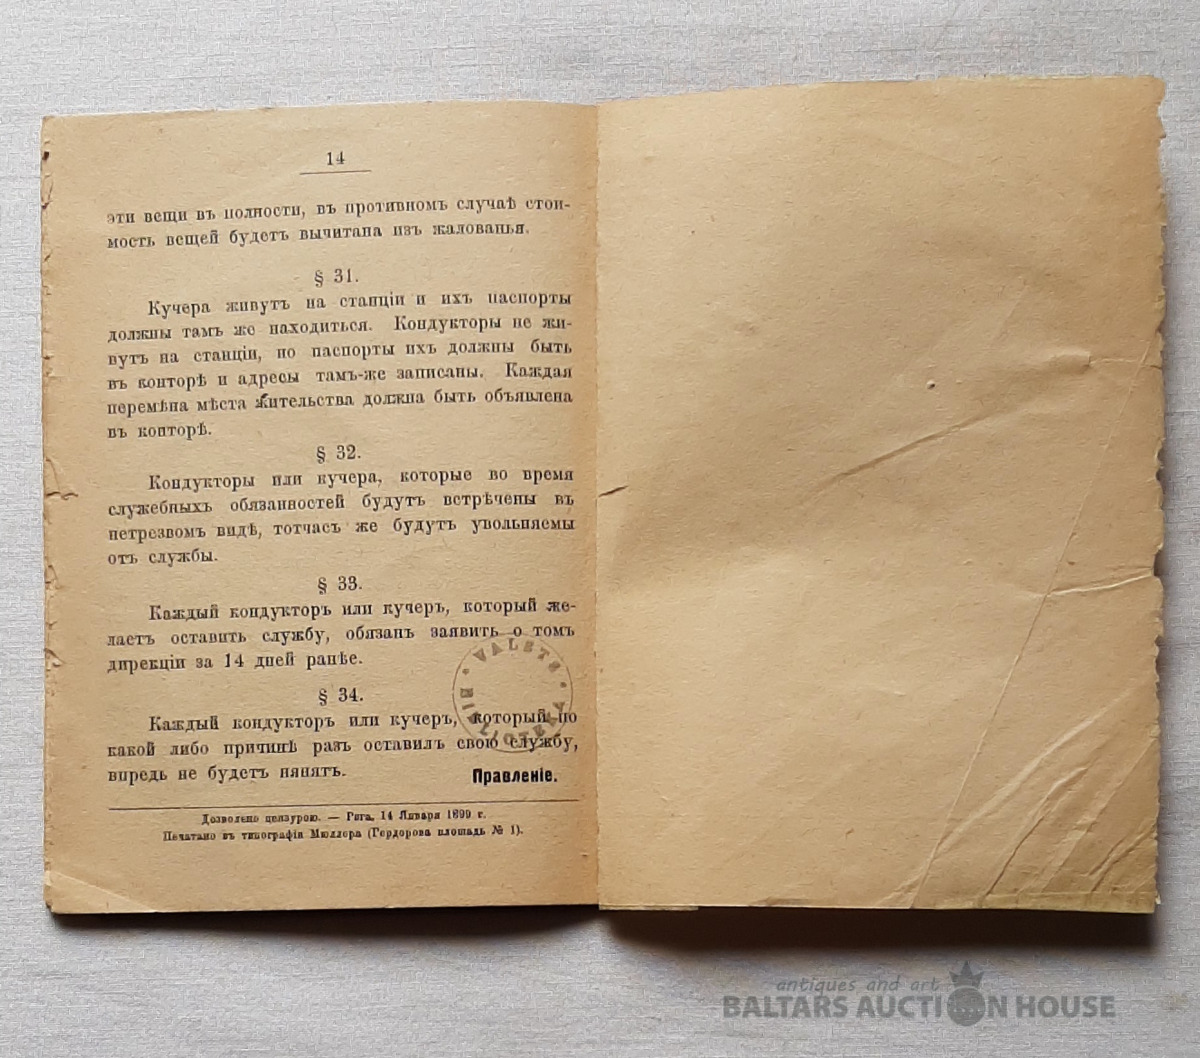 14
эти вещи въ полности, въ противномъ случаѣ стои-
мость вещей будетъ вычитана изъ жалованья.
§ 31.
Кучера живутъ на станціи и ихъ паспорты
должны тамъ же находиться. Кондукторы не жи-
вутъ на станціи, но паспорты ихъ должны быть
въ конторѣ и адресы тамъ-же записаны. Каждая
перемѣна мѣста жительства должна быть объявлена
въ конторѣ.
§ 32.
Кондукторы или кучера, которые во время
служебныхъ обязанностей будутъ встрѣчены въ
нетрезвомъ видѣ, тотчасъ же будутъ увольняемы
отъ службы.
§ 33.
Каждый кондукторъ или кучеръ, который же-
лаетъ оставить службу, обязанъ заявить о томъ
дирекціи за 14 дней ранѣе.
§ 34.
Каждый кондукторъ или кучеръ, который по
какой либо причинѣ разъ оставилъ свою службу,
впредь не будетъ нянятъ.
Правленіе.
Дозволено цензурою. — Рига, 14 Января 1899 г.
Печатано въ типографіи Мюллера (Гердорова площадь № 1).
VALSTS
antiques and art
BALTARS AUCTION HOUSE